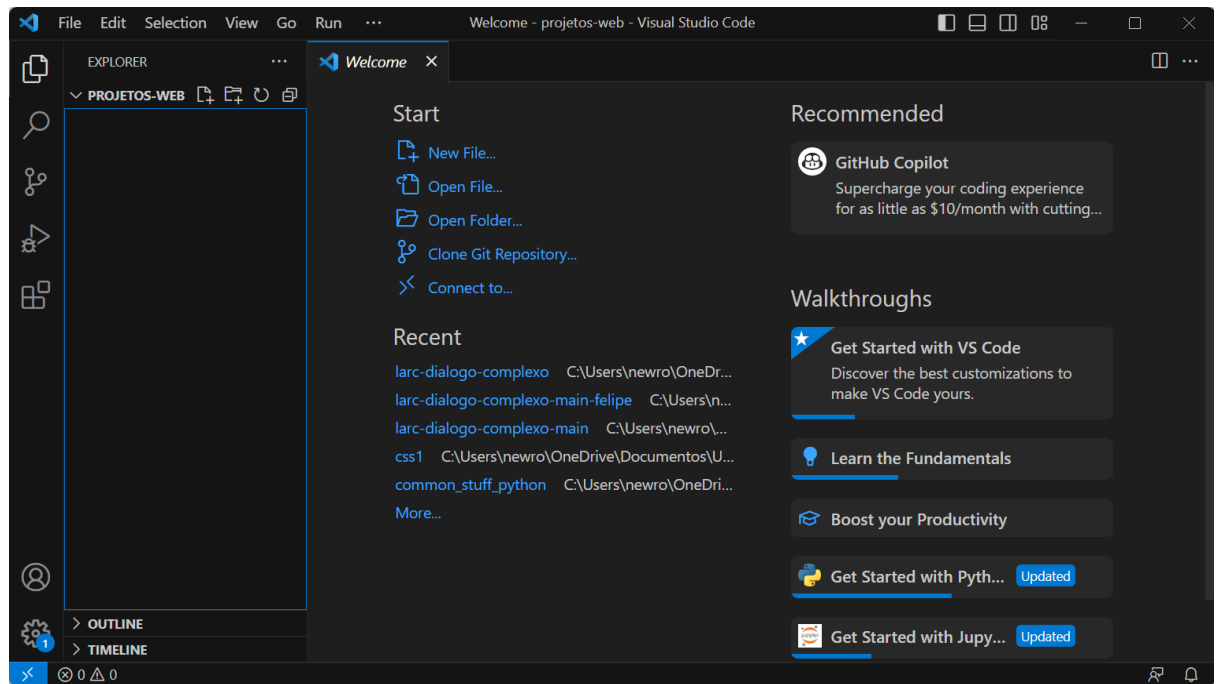 File Edit Selection View Go Run ··· Welcome - projetos-web - Visual Studio Code
EXPLORER ···
Welcome
PROJETOS-WEB
Start
New File...
Open File...
Open Folder...
Clone Git Repository...
Connect to...
Recent
larc-dialogo-complexo C:\Users\newro\OneDr...
larc-dialogo-complexo-main-felipe C:\Users\n...
larc-dialogo-complexo-main C:\Users\newro\...
css1 C:\Users\newro\OneDrive\Documentos\U...
common_stuff_python C:\Users\newro\OneDri...
More...
Recommended
GitHub Copilot
Supercharge your coding experience
for as little as $10/month with cutting...
Walkthroughs
Get Started with VS Code
Discover the best customizations to
make VS Code yours.
Learn the Fundamentals
Boost your Productivity
Get Started with Pyth... Updated
Get Started with Jupy... Updated
OUTLINE
TIMELINE
1
0 0